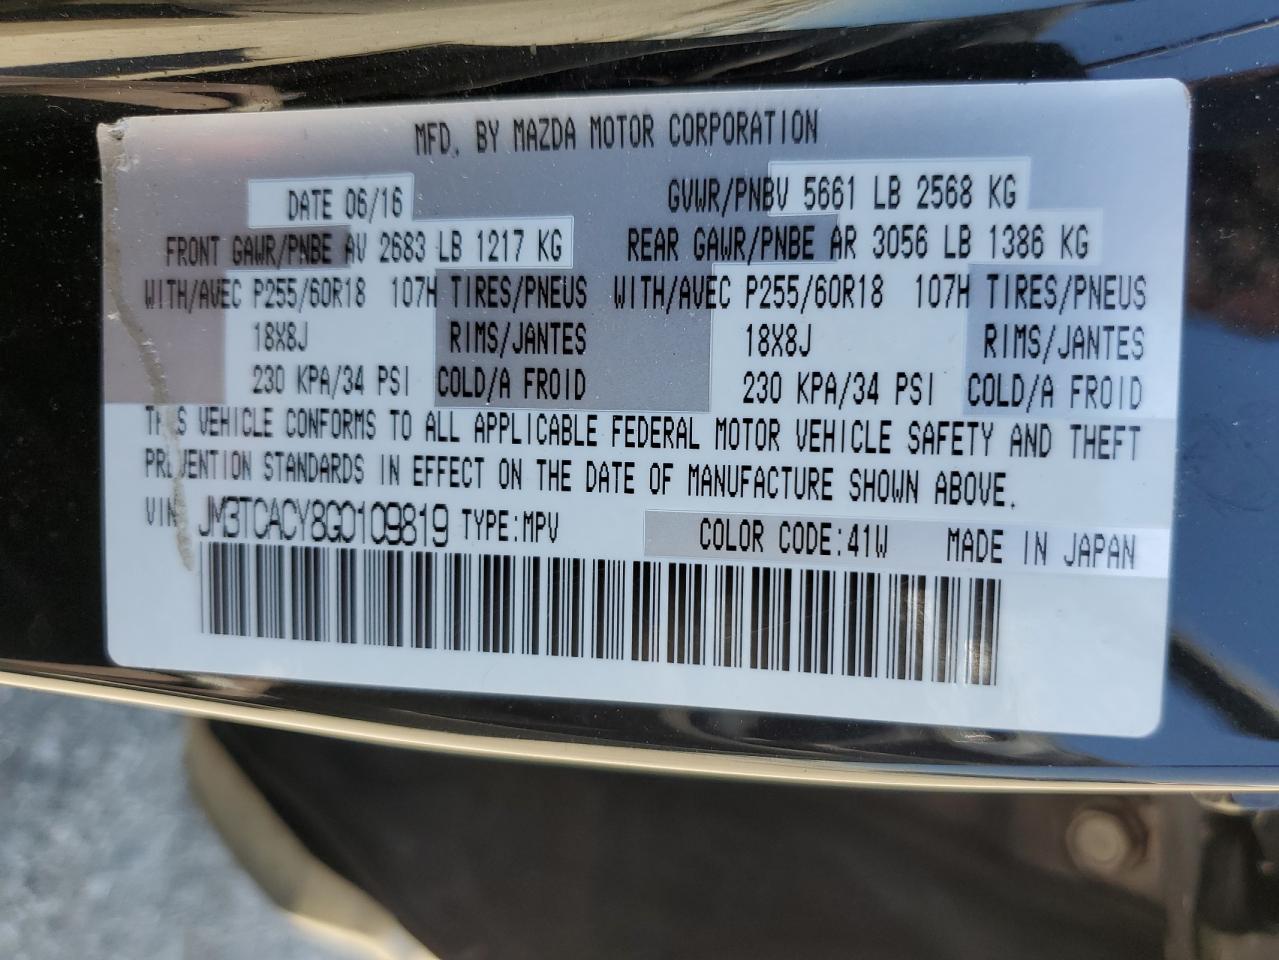 MFD. BY MAZDA MOTOR CORPORATION
DATE 06/16 GVWR/PNBV 5661 LB 2568 KG
FRONT GAWR/PNBE AV 2683 LB 1217 KG REAR GAWR/PNBE AR 3056 LB 1386 KG
WITH/AVEC P255/60R18 107H TIRES/PNEUS WITH/AVEC P255/60R18 107H TIRES/PNEUS
18X8J RIMS/JANTES 18X8J RIMS/JANTES
230 KPA/34 PSI COLD/A FROID 230 KPA/34 PSI COLD/A FROID
THIS VEHICLE CONFORMS TO ALL APPLICABLE FEDERAL MOTOR VEHICLE SAFETY AND THEFT
PREVENTION STANDARDS IN EFFECT ON THE DATE OF MANUFACTURE SHOWN ABOVE.
VIN: JM3TCACY8G0109819 TYPE:MPV COLOR CODE:41W MADE IN JAPAN